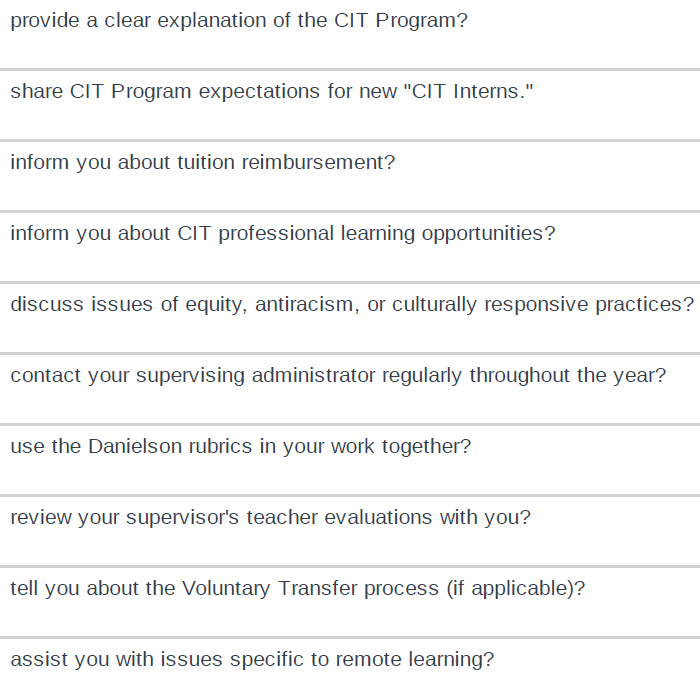 provide a clear explanation of the CIT Program?
share CIT Program expectations for new "CIT Interns."
inform you about tuition reimbursement?
inform you about CIT professional learning opportunities?
discuss issues of equity, antiracism, or culturally responsive practices?
contact your supervising administrator regularly throughout the year?
use the Danielson rubrics in your work together?
review your supervisor's teacher evaluations with you?
tell you about the Voluntary Transfer process (if applicable)?
assist you with issues specific to remote learning?